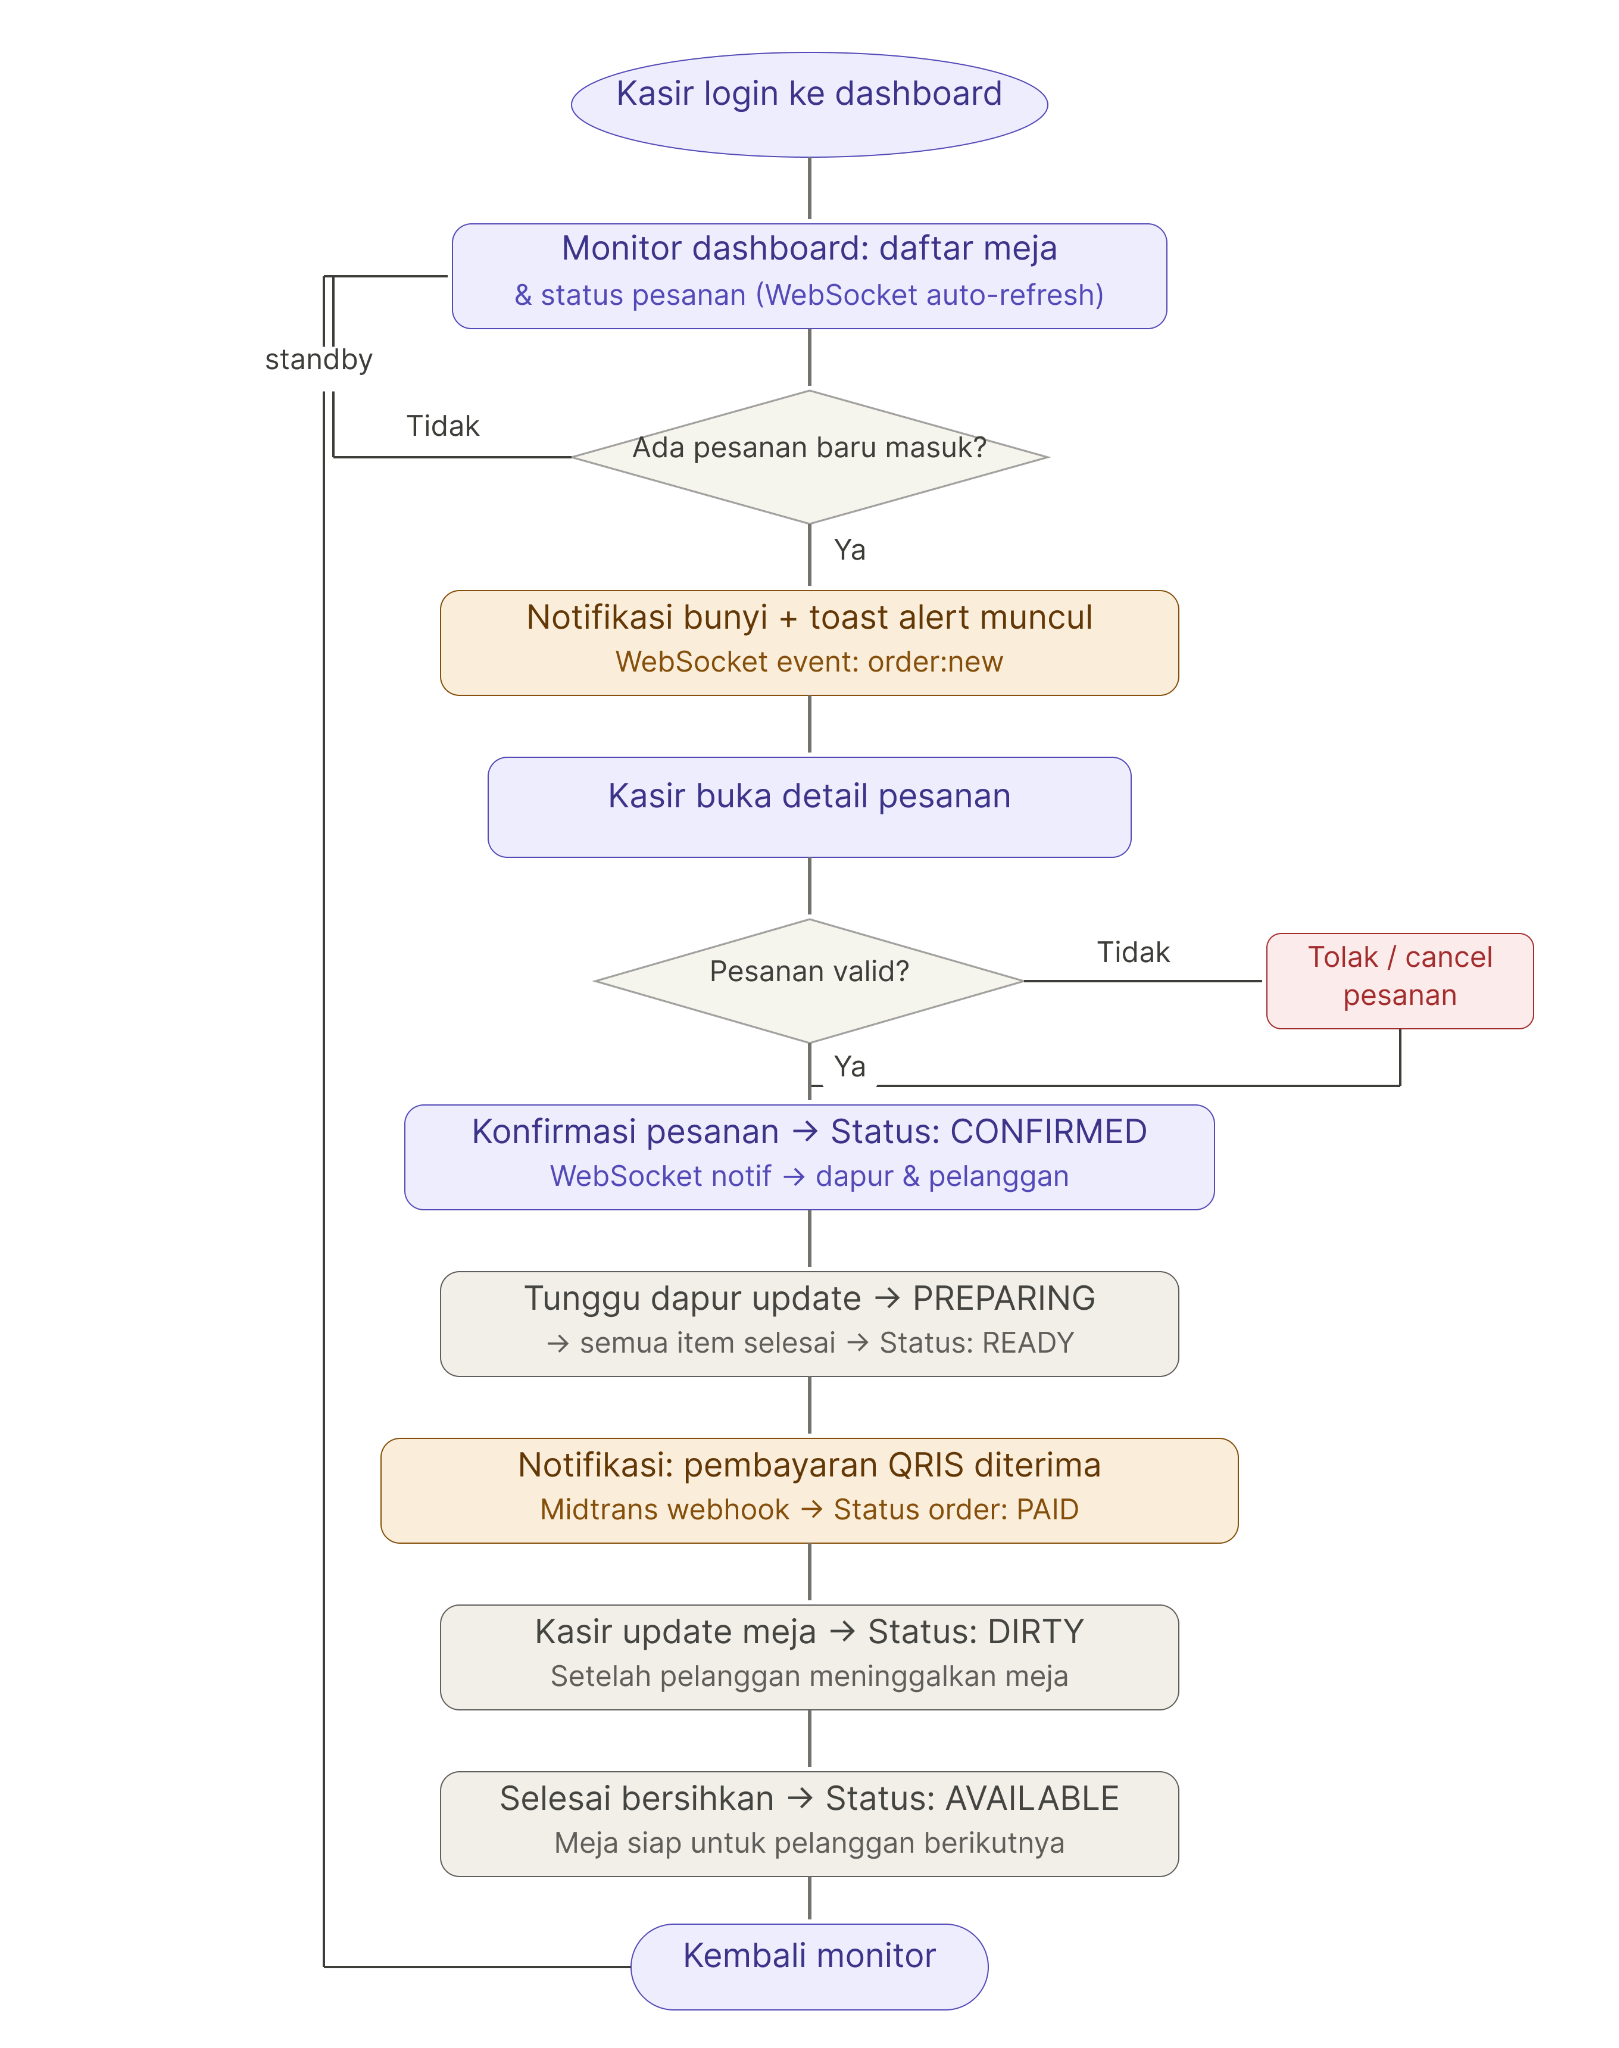 Kasir login ke dashboard
Monitor dashboard: daftar meja
& status pesanan (WebSocket auto-refresh)
standby
Tidak
Ada pesanan baru masuk?
Ya
Notifikasi bunyi + toast alert muncul
WebSocket event: order:new
Kasir buka detail pesanan
Pesanan valid?
Tidak
Tolak / cancel
pesanan
Ya
Konfirmasi pesanan → Status: CONFIRMED
WebSocket notif → dapur & pelanggan
Tunggu dapur update → PREPARING
→ semua item selesai → Status: READY
Notifikasi: pembayaran QRIS diterima
Midtrans webhook → Status order: PAID
Kasir update meja → Status: DIRTY
Setelah pelanggan meninggalkan meja
Selesai bersihkan → Status: AVAILABLE
Meja siap untuk pelanggan berikutnya
Kembali monitor